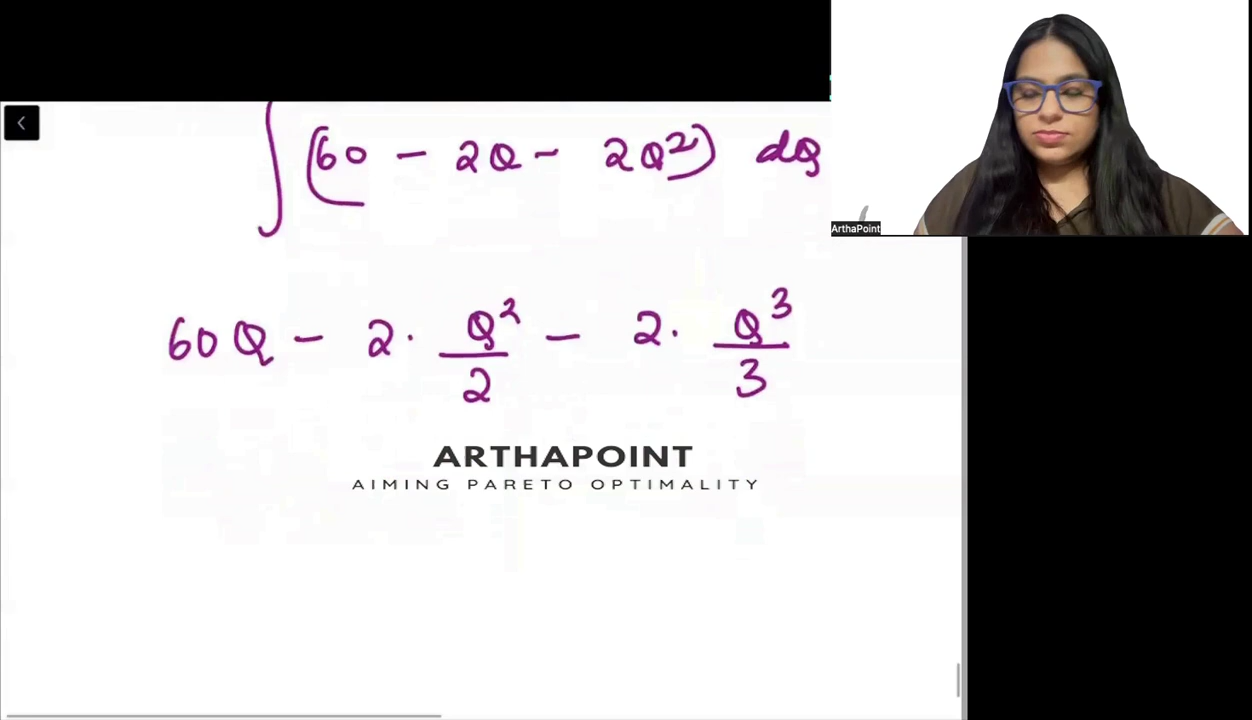 ∫ (60 - 2Q - 2Q²) dQ
ArthaPoint
60Q - 2· Q²/2 - 2· Q³/3
ARTHAPOINT
AIMING PARETO OPTIMALITY